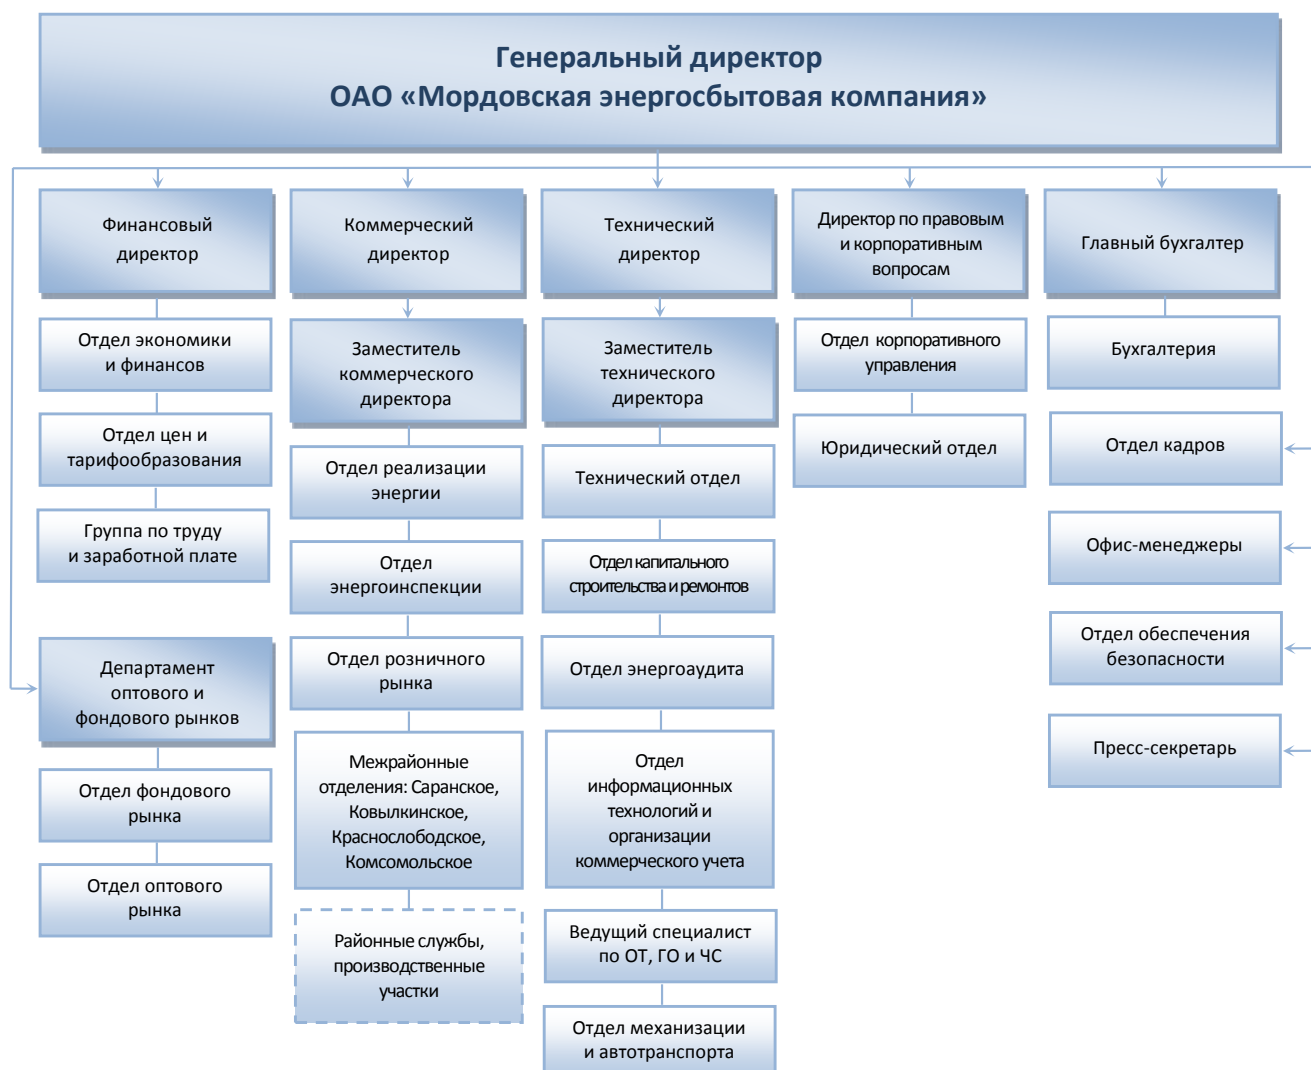 Генеральный директор
ОАО «Мордовская энергосбытовая компания»
Финансовый
директор
Коммерческий
директор
Технический
директор
Директор по правовым
и корпоративным
вопросам
Главный бухгалтер
Отдел экономики
и финансов
Отдел цен и
тарифообразования
Группа по труду
и заработной плате
Департамент
оптового и
фондового рынков
Отдел фондового
рынка
Отдел оптового
рынка
Заместитель
коммерческого
директора
Отдел реализации
энергии
Отдел
энергоинспекции
Отдел розничного
рынка
Межрайонные
отделения: Саранское,
Ковылкинское,
Краснослободское,
Комсомольское
Районные службы,
производственные
участки
Заместитель
технического
директора
Технический отдел
Отдел капитального
строительства и ремонтов
Отдел энергоаудита
Отдел
информационных
технологий и
организации
коммерческого учета
Ведущий специалист
по ОТ, ГО и ЧС
Отдел механизации
и автотранспорта
Отдел корпоративного
управления
Юридический отдел
Бухгалтерия
Отдел кадров
Офис-менеджеры
Отдел обеспечения
безопасности
Пресс-секретарь